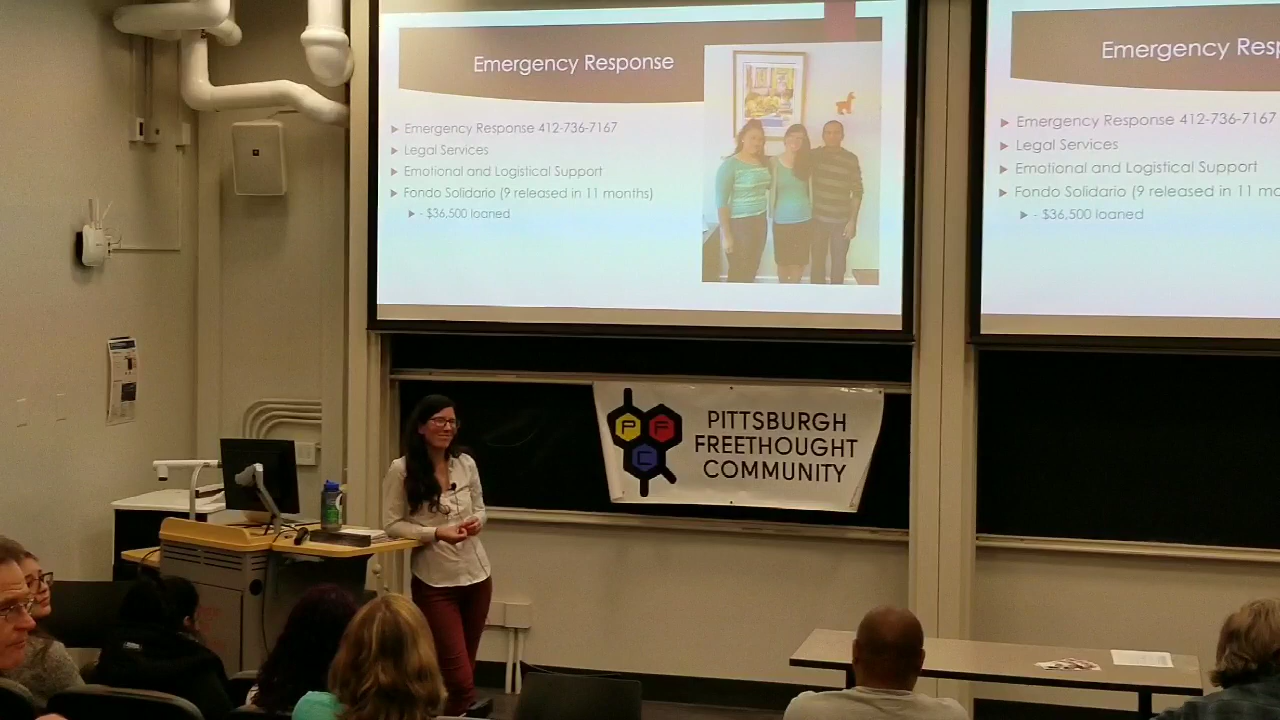 Emergency Response
Emergency Response 412-736-7167
Legal Services
Emotional and Logistical Support
Fondo Solidario (9 released in 11 months)
- $36,500 loaned
Emergency Resp
Emergency Response 412-736-7167
Legal Services
Emotional and Logistical Support
Fondo Solidario (9 released in 11 mo
- $36,500 loaned
P F
C
PITTSBURGH
FREETHOUGHT
COMMUNITY